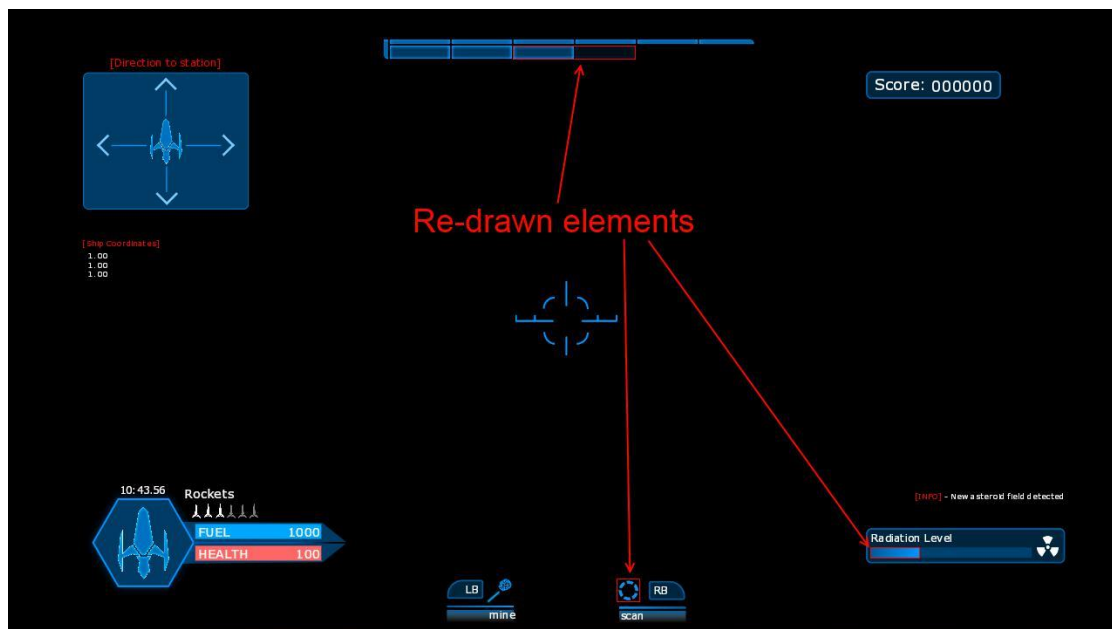 [Direction to station]
Score: 000000
Re-drawn elements
[Ship Coordinates]
1.00
1.00
1.00
10:43.56
Rockets
FUEL 1000
HEALTH 100
[INFO] - New asteroid field detected
Radiation Level
LB
RB
mine
scan